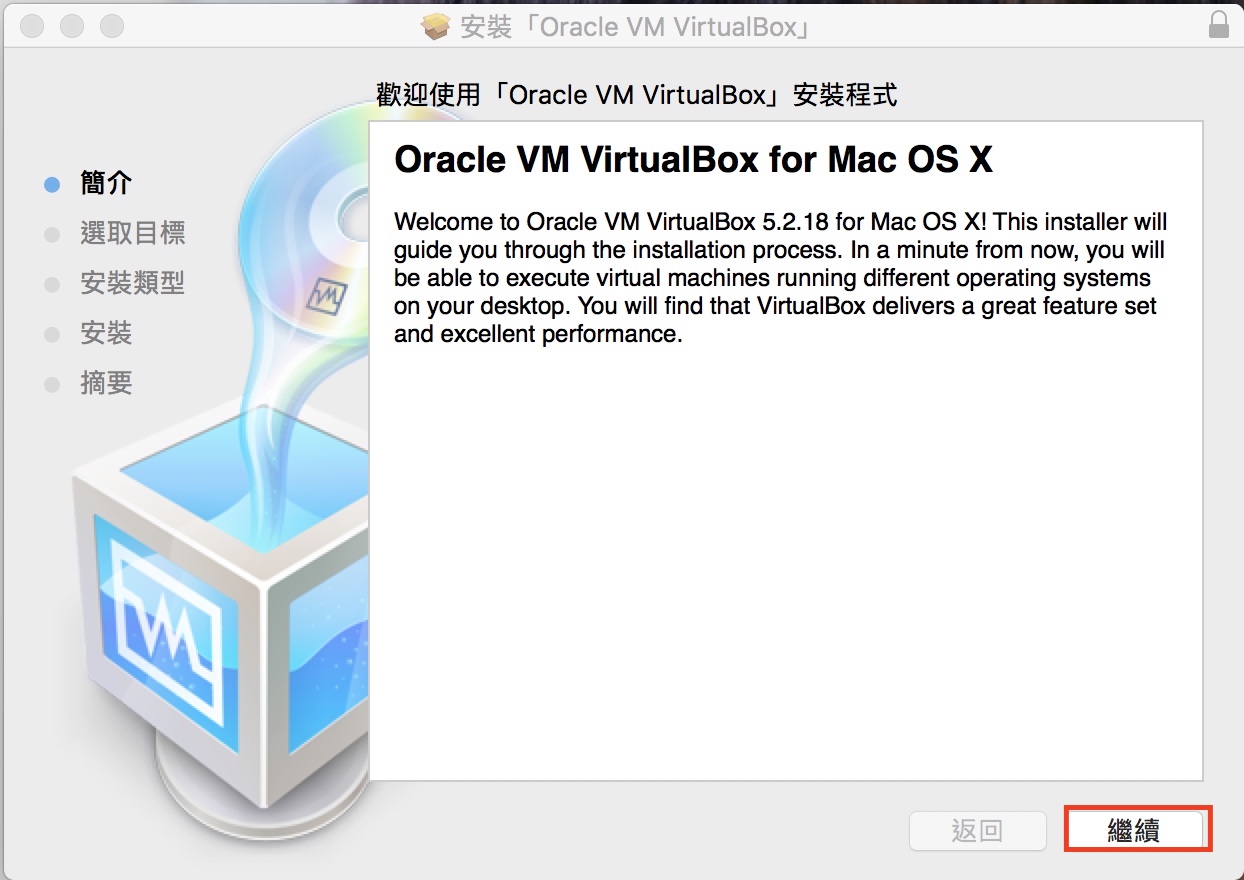 安裝「Oracle VM VirtualBox」
歡迎使用「Oracle VM VirtualBox」安裝程式
簡介
選取目標
安裝類型
安裝
摘要
Oracle VM VirtualBox for Mac OS X
Welcome to Oracle VM VirtualBox 5.2.18 for Mac OS X! This installer will
guide you through the installation process. In a minute from now, you will
be able to execute virtual machines running different operating systems
on your desktop. You will find that VirtualBox delivers a great feature set
and excellent performance.
返回
繼續